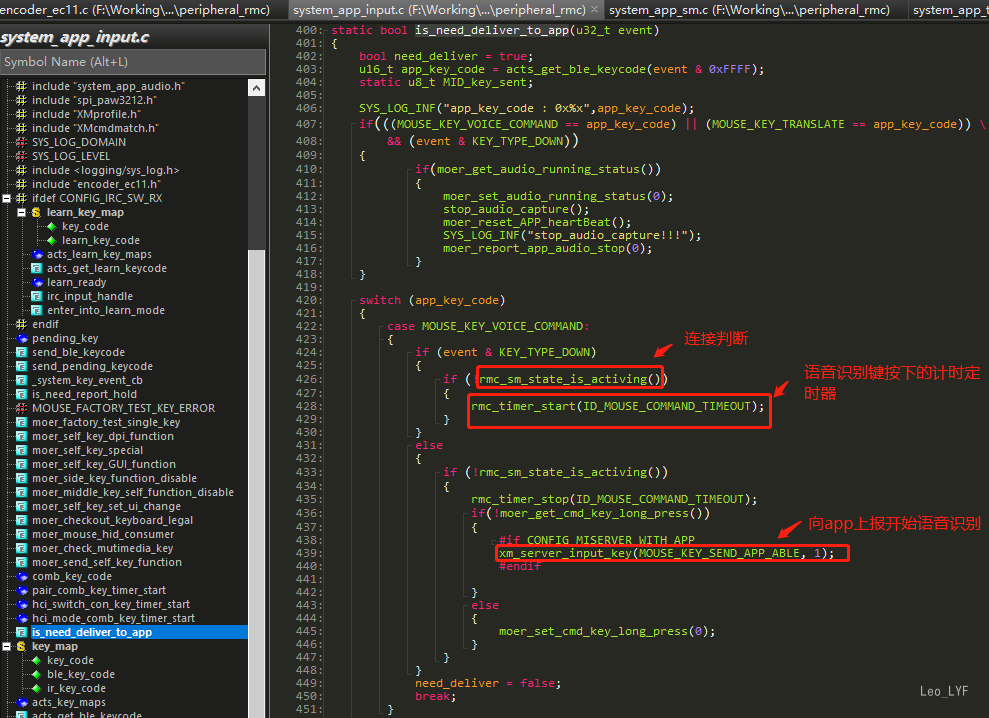 encoder_ec11.c (F:\Working\...\peripheral_rmc)
system_app_input.c (F:\Working\...\peripheral_rmc) ×
system_app_sm.c (F:\Working\...\peripheral_rmc)
system_app_
system_app_input.c
Symbol Name (Alt+L)
include "system_app_audio.h"
include "spi_paw3212.h"
include "XMprofile.h"
include "XMcmdmatch.h"
SYS_LOG_DOMAIN
SYS_LOG_LEVEL
include <logging/sys_log.h>
include "encoder_ec11.h"
ifdef CONFIG_IRC_SW_RX
learn_key_map
key_code
learn_key_code
acts_learn_key_maps
acts_get_learn_keycode
learn_ready
irc_input_handle
enter_into_learn_mode
endif
pending_key
send_ble_keycode
send_pending_keycode
_system_key_event_cb
is_need_report_hold
MOUSE_FACTORY_TEST_KEY_ERROR
moer_factory_test_single_key
moer_self_key_dpi_function
moer_self_key_special
moer_self_key_GUI_function
moer_side_key_function_disable
moer_middle_key_self_function_disable
moer_self_key_set_ui_change
moer_checkout_keyboard_legal
moer_mouse_hid_consumer
moer_check_mutimedia_key
moer_send_self_key_function
comb_key_code
pair_comb_key_timer_start
hci_switch_con_key_timer_start
hci_mode_comb_key_timer_start
is_need_deliver_to_app
key_map
key_code
ble_key_code
ir_key_code
acts_key_maps
acts_get_ble_keycode
400: static bool is_need_deliver_to_app(u32_t event)
401: {
402: bool need_deliver = true;
403: u16_t app_key_code = acts_get_ble_keycode(event & 0xFFFF);
404: static u8_t MID_key_sent;
405:
406: SYS_LOG_INF("app_key_code : 0x%x",app_key_code);
407: if(((MOUSE_KEY_VOICE_COMMAND == app_key_code) || (MOUSE_KEY_TRANSLATE == app_key_code)) \
408: && (event & KEY_TYPE_DOWN))
409: {
410: if(moer_get_audio_running_status())
411: {
412: moer_set_audio_running_status(0);
413: stop_audio_capture();
414: moer_reset_APP_heartBeat();
415: SYS_LOG_INF("stop_audio_capture!!!");
416: moer_report_app_audio_stop(0);
417: }
418: }
419:
420: switch (app_key_code)
421: {
422: case MOUSE_KEY_VOICE_COMMAND:
423: {
424: if (event & KEY_TYPE_DOWN)
连接判断
425: {
426: if (!rmc_sm_state_is_activing())
427: {
语音识别键按下的计时定
时器
428: rmc_timer_start(ID_MOUSE_COMMAND_TIMEOUT);
429: }
430: }
431: else
432: {
433: if (!rmc_sm_state_is_activing())
434: {
435: rmc_timer_stop(ID_MOUSE_COMMAND_TIMEOUT);
436: if(!moer_get_cmd_key_long_press())
437: {
向app上报开始语音识别
438: #if CONFIG_MISERVER_WITH_APP
439: xm_server_input_key(MOUSE_KEY_SEND_APP_ABLE, 1);
440: #endif
441:
442: }
443: else
444: {
445: moer_set_cmd_key_long_press(0);
446: }
447: }
448: }
449: need_deliver = false;
450: break;
451: }
Leo_LYF